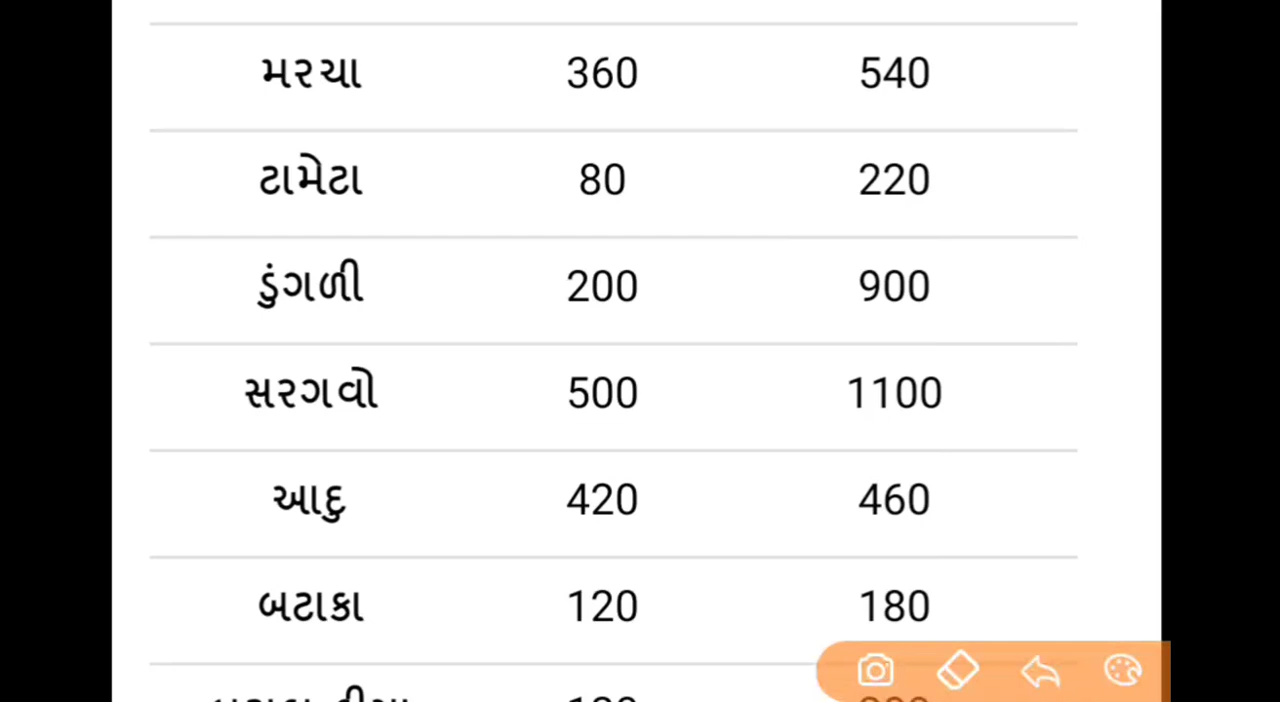 મરચા 360 540
ટામેટા 80 220
ડુંગળી 200 900
સરગવો 500 1100
આદુ 420 460
બટાકા 120 180